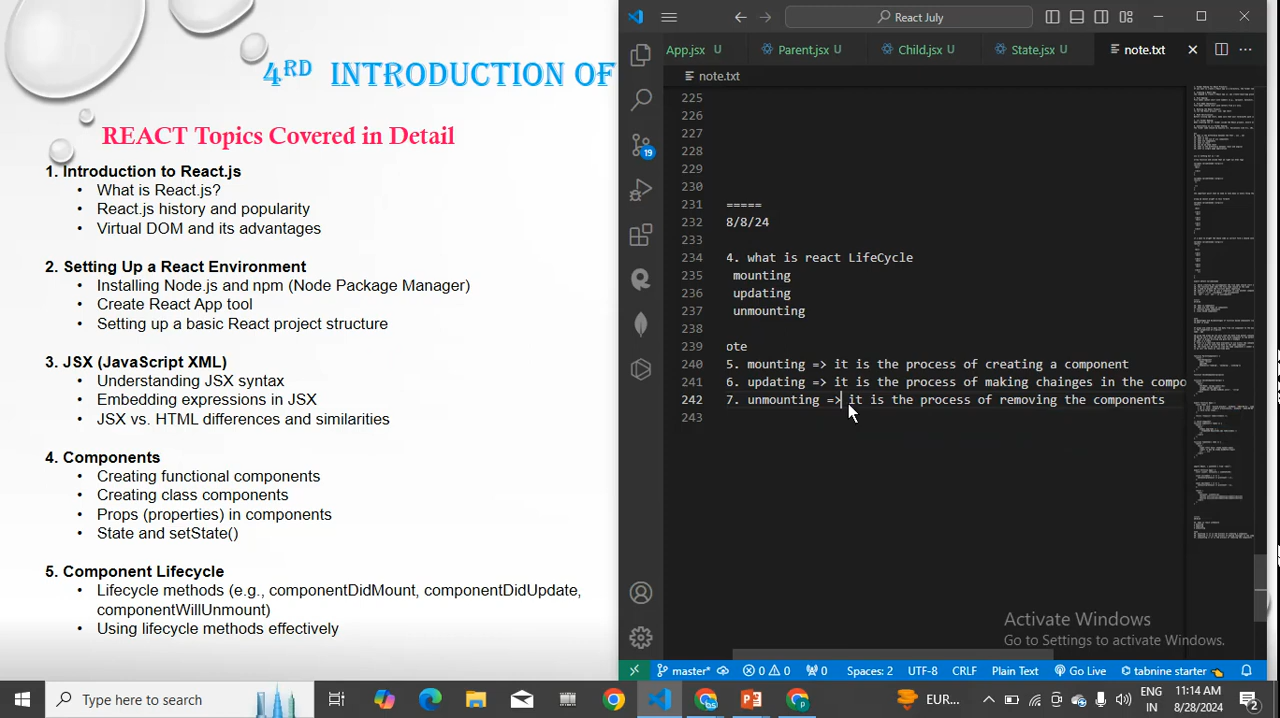 4RD INTRODUCTION OF
REACT Topics Covered in Detail
1. Introduction to React.js
• What is React.js?
• React.js history and popularity
• Virtual DOM and its advantages
2. Setting Up a React Environment
• Installing Node.js and npm (Node Package Manager)
• Create React App tool
• Setting up a basic React project structure
3. JSX (JavaScript XML)
• Understanding JSX syntax
• Embedding expressions in JSX
• JSX vs. HTML differences and similarities
4. Components
• Creating functional components
• Creating class components
• Props (properties) in components
• State and setState()
5. Component Lifecycle
• Lifecycle methods (e.g., componentDidMount, componentDidUpdate,
componentWillUnmount)
• Using lifecycle methods effectively
React July
App.jsx U Parent.jsx U Child.jsx U State.jsx U note.txt
note.txt
225
226
227
228
229
230
231 =====
232 8/8/24
233
234 4. what is react LifeCycle
235 mounting
236 updating
237 unmounting
238
239 ote
240 5. mounting => it is the process of creating a component
241 6. updating => it is the process of making chainges in the compo
242 7. unmounting => it is the process of removing the components
243
19
Activate Windows
Go to Settings to activate Windows.
master* 0 0 0 Spaces: 2 UTF-8 CRLF Plain Text Go Live tabnine starter
Type here to search
EUR...
ENG
IN
11:14 AM
8/28/2024
2